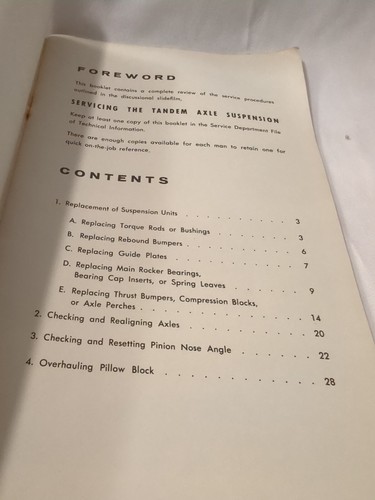 FOREWORD
This booklet contains a complete review of the service procedures
outlined in the discussional slidefilm,
SERVICING THE TANDEM AXLE SUSPENSION
Keep at least one copy of this booklet in the Service Department File
of Technical Information.
There are enough copies available for each man to retain one for
quick on-the-job reference.
CONTENTS
1. Replacement of Suspension Units . . . . . . . . . 3
A. Replacing Torque Rods or Bushings . . . . . . . 3
B. Replacing Rebound Bumpers . . . . . . . . . 6
C. Replacing Guide Plates . . . . . . . . . . 7
D. Replacing Main Rocker Bearings,
Bearing Cap Inserts, or Spring Leaves . . . . . . . 9
E. Replacing Thrust Bumpers, Compression Blocks,
or Axle Perches . . . . . . . . . . . . 14
2. Checking and Realigning Axles . . . . . . . . . 20
3. Checking and Resetting Pinion Nose Angle . . . . . . 22
4. Overhauling Pillow Block . . . . . . . . . . . 28